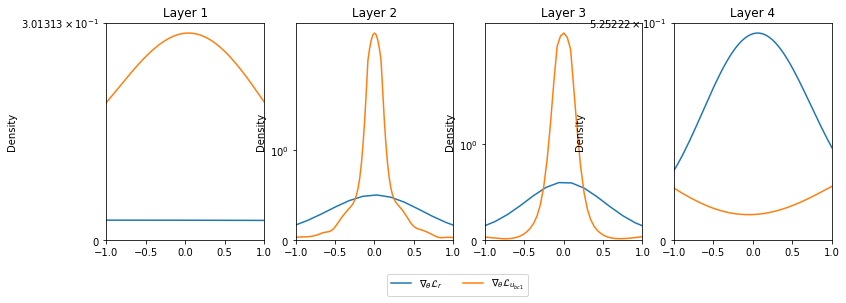 Layer 1 Layer 2 Layer 3 Layer 4
3.01313 × 10⁻¹ 5.25222 × 10⁻¹
10⁰ 10⁰
Density Density Density Density
0 0 0 0
−1.0 −0.5 0.0 0.5 1.0 −1.0 −0.5 0.0 0.5 1.0 −1.0 −0.5 0.0 0.5 1.0 −1.0 −0.5 0.0 0.5 1.0
∇θℒr ∇θℒu_bc1